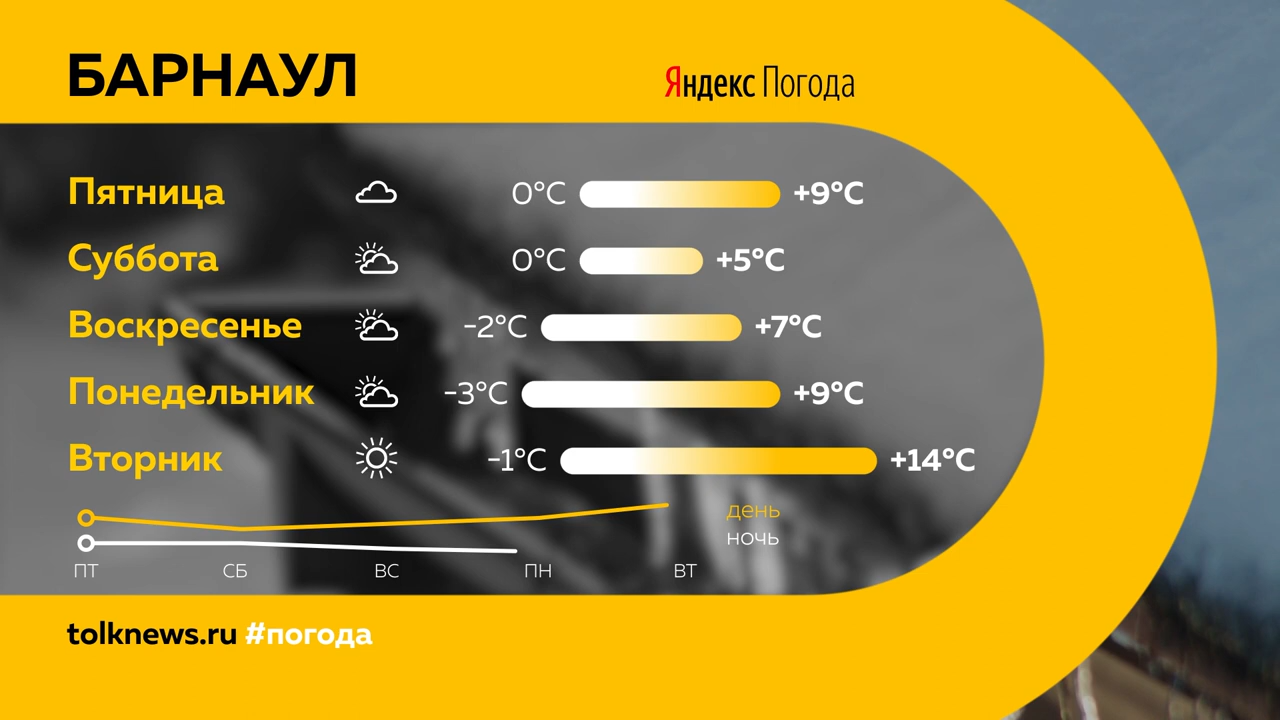 БАРНАУЛ
Яндекс Погода
Пятница 0°C +9°C
Суббота 0°C +5°C
Воскресенье -2°C +7°C
Понедельник -3°C +9°C
Вторник -1°C +14°C
день
ночь
ПТ СБ ВС ПН ВТ
tolknews.ru #погода